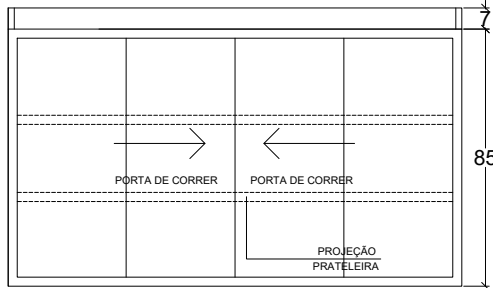 7
85
PORTA DE CORRER PORTA DE CORRER
PROJEÇÃO
PRATELEIRA